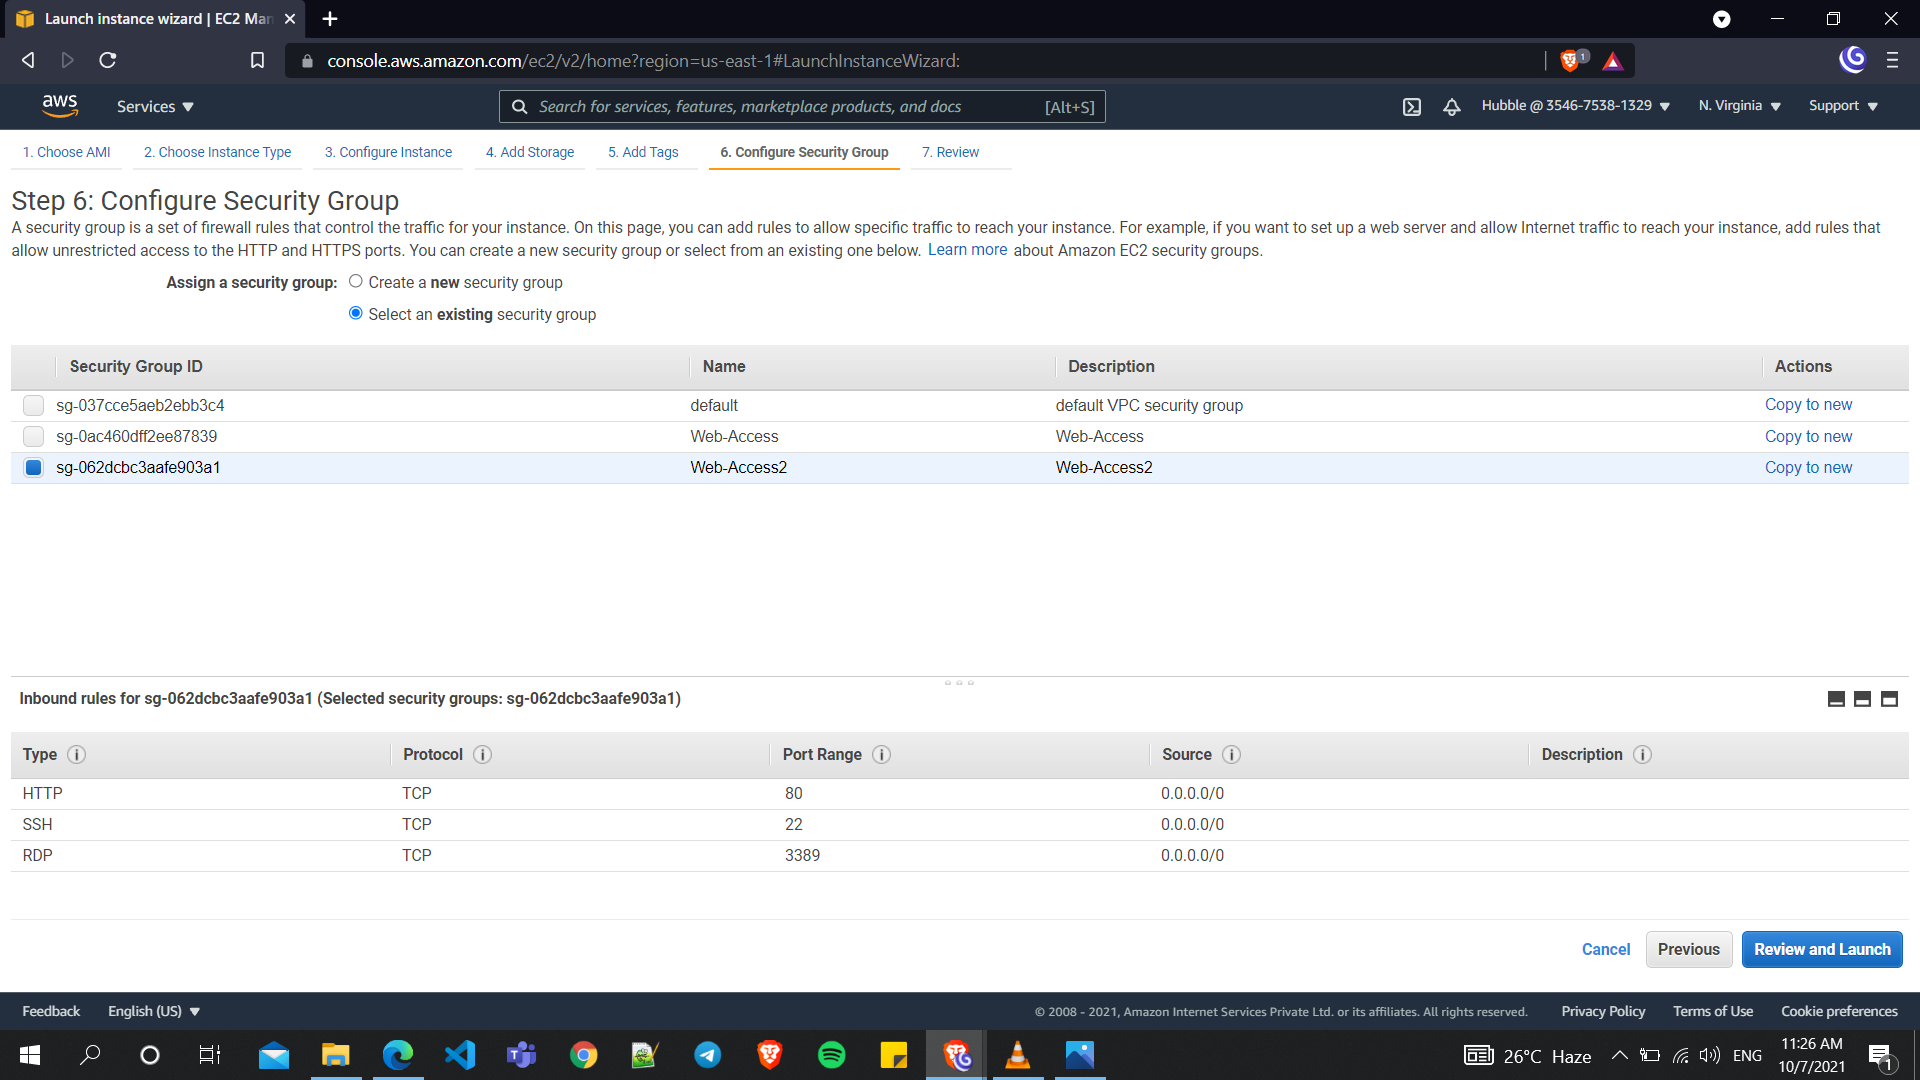 Launch instance wizard | EC2 Man
console.aws.amazon.com/ec2/v2/home?region=us-east-1#LaunchInstanceWizard:
1
aws
Services
Search for services, features, marketplace products, and docs
[Alt+S]
Hubble @ 3546-7538-1329
N. Virginia
Support
1. Choose AMI
2. Choose Instance Type
3. Configure Instance
4. Add Storage
5. Add Tags
6. Configure Security Group
7. Review
Step 6: Configure Security Group
A security group is a set of firewall rules that control the traffic for your instance. On this page, you can add rules to allow specific traffic to reach your instance. For example, if you want to set up a web server and allow Internet traffic to reach your instance, add rules that
allow unrestricted access to the HTTP and HTTPS ports. You can create a new security group or select from an existing one below. Learn more about Amazon EC2 security groups.
Assign a security group:
Create a new security group
Select an existing security group
Security Group ID
Name
Description
Actions
sg-037cce5aeb2ebb3c4
default
default VPC security group
Copy to new
sg-0ac460dff2ee87839
Web-Access
Web-Access
Copy to new
sg-062dcbc3aafe903a1
Web-Access2
Web-Access2
Copy to new
Inbound rules for sg-062dcbc3aafe903a1 (Selected security groups: sg-062dcbc3aafe903a1)
Type i
Protocol i
Port Range i
Source i
Description i
HTTP
TCP
80
0.0.0.0/0
SSH
TCP
22
0.0.0.0/0
RDP
TCP
3389
0.0.0.0/0
Cancel
Previous
Review and Launch
Feedback
English (US)
© 2008 - 2021, Amazon Internet Services Private Ltd. or its affiliates. All rights reserved.
Privacy Policy
Terms of Use
Cookie preferences
26°C Haze
ENG
11:26 AM
10/7/2021
1